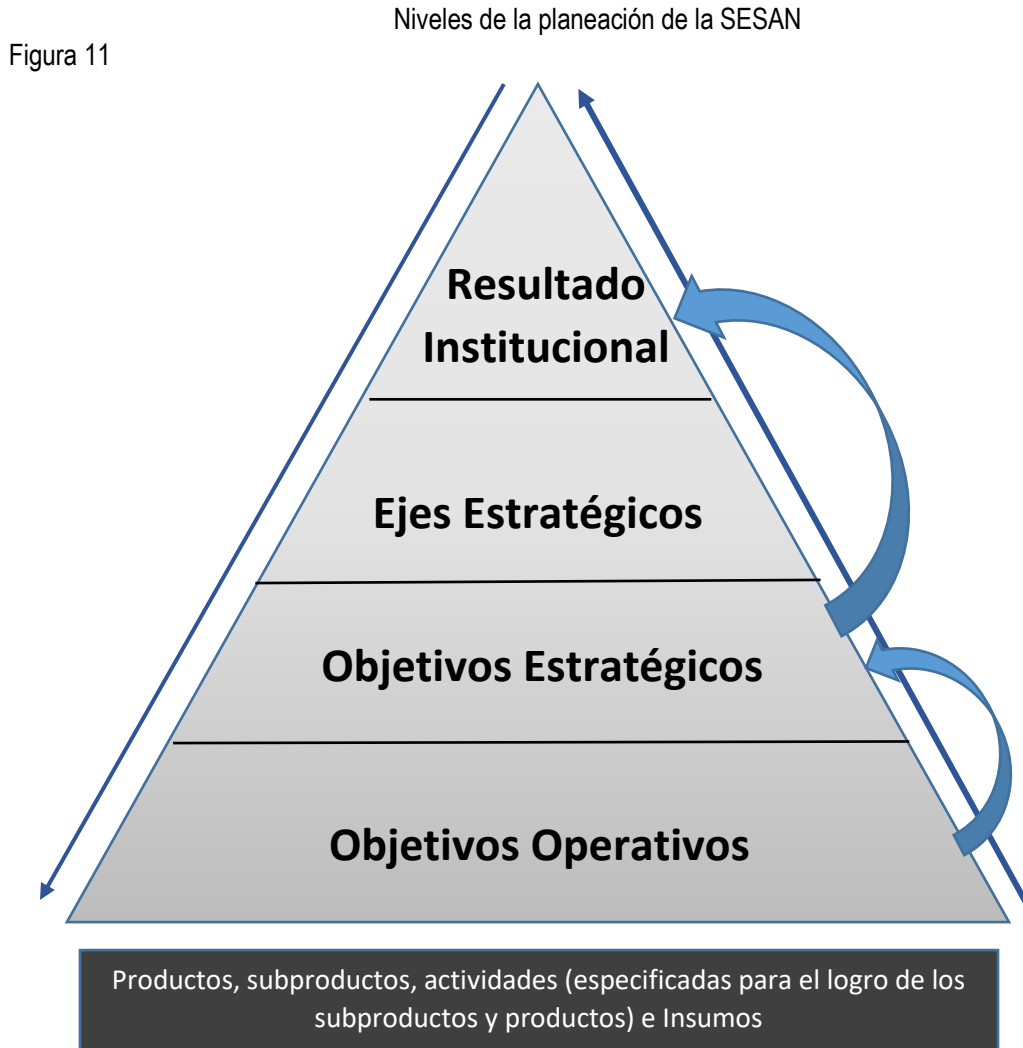 Niveles de la planeación de la SESAN
Figura 11
Resultado
Institucional
Ejes Estratégicos
Objetivos Estratégicos
Objetivos Operativos
Productos, subproductos, actividades (especificadas para el logro de los
subproductos y productos) e Insumos